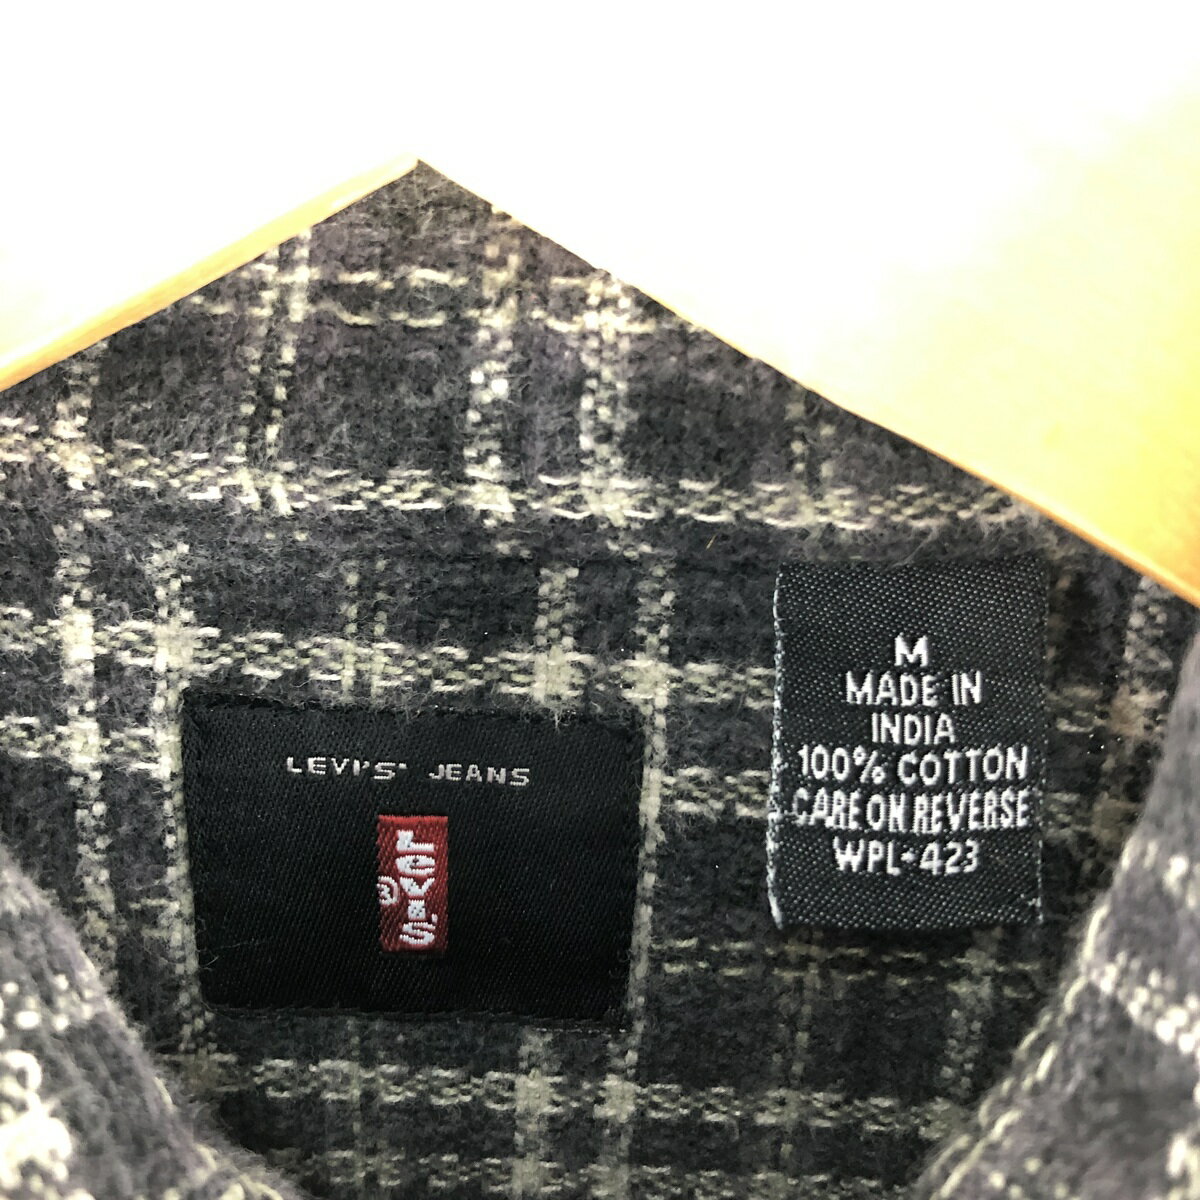 LEVI'S® JEANS
LEVI'S
®
M
MADE IN
INDIA
100% COTTON
CARE ON REVERSE
WPL-423